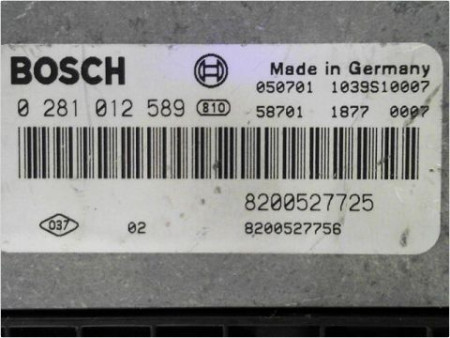 BOSCH
Made in Germany
050701 1039S10007
0 281 012 589 810
58701 1877 0007
8200527725
037 02 8200527756